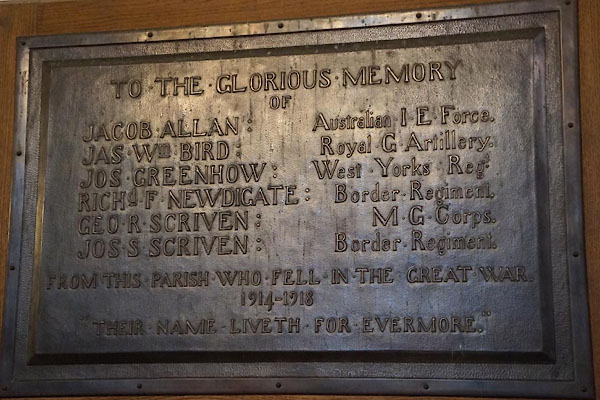 TO · THE · GLORIOUS · MEMORY
OF
JACOB · ALLAN : Australian · I · E · Force.
JAS · Wm · BIRD : Royal · G · Artillery.
JOS · GREENHOW : West · Yorks · Reg:
RICHd · F · NEWDIGATE : Border · Regiment.
GEO · R · SCRIVEN : M · G · Corps.
JOS · S · SCRIVEN : Border · Regiment.
FROM · THIS · PARISH · WHO · FELL · IN · THE · GREAT · WAR.
1914-1918
"THEIR · NAME · LIVETH · FOR · EVERMORE."